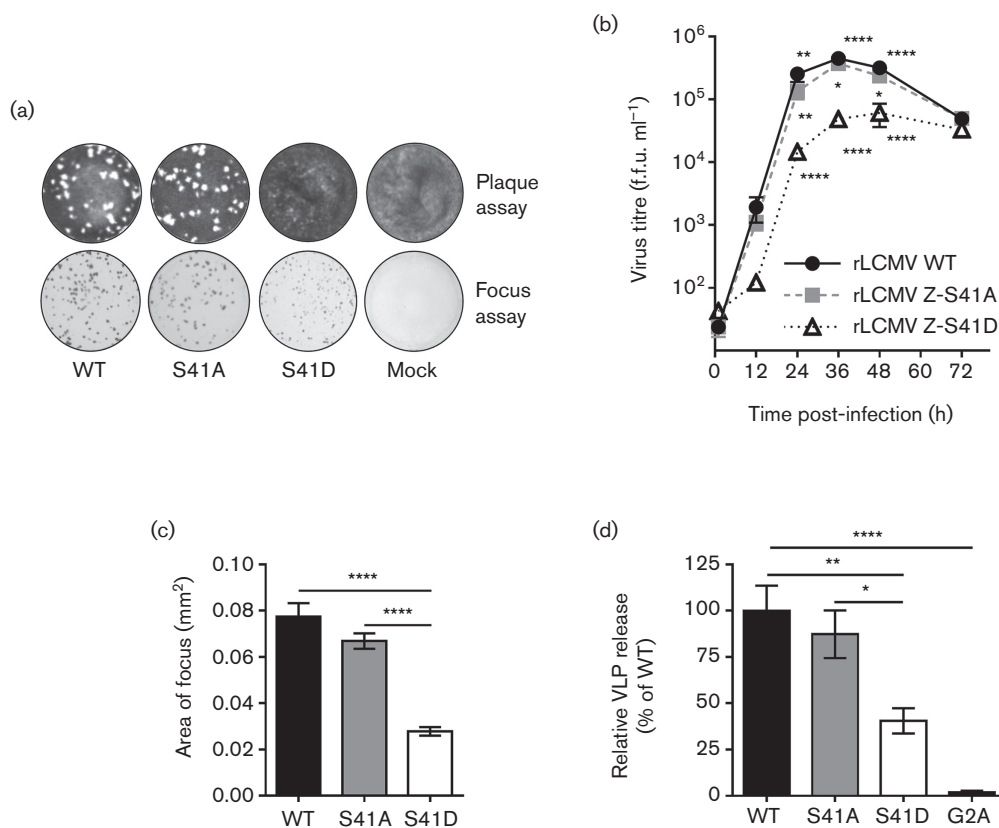 (a)
Plaque
assay
Focus
assay
WT S41A S41D Mock
(b)
Virus titre (f.f.u. ml⁻¹)
10⁶
10⁵
10⁴
10³
10²
** **** ****
* *
** ****
**** ****
rLCMV WT
rLCMV Z-S41A
rLCMV Z-S41D
0 12 24 36 48 60 72
Time post-infection (h)
(c)
Area of focus (mm²)
0.10
0.08
0.06
0.04
0.02
0.00
****
****
WT S41A S41D
(d)
Relative VLP release
(% of WT)
125
100
75
50
25
0
****
**
*
WT S41A S41D G2A